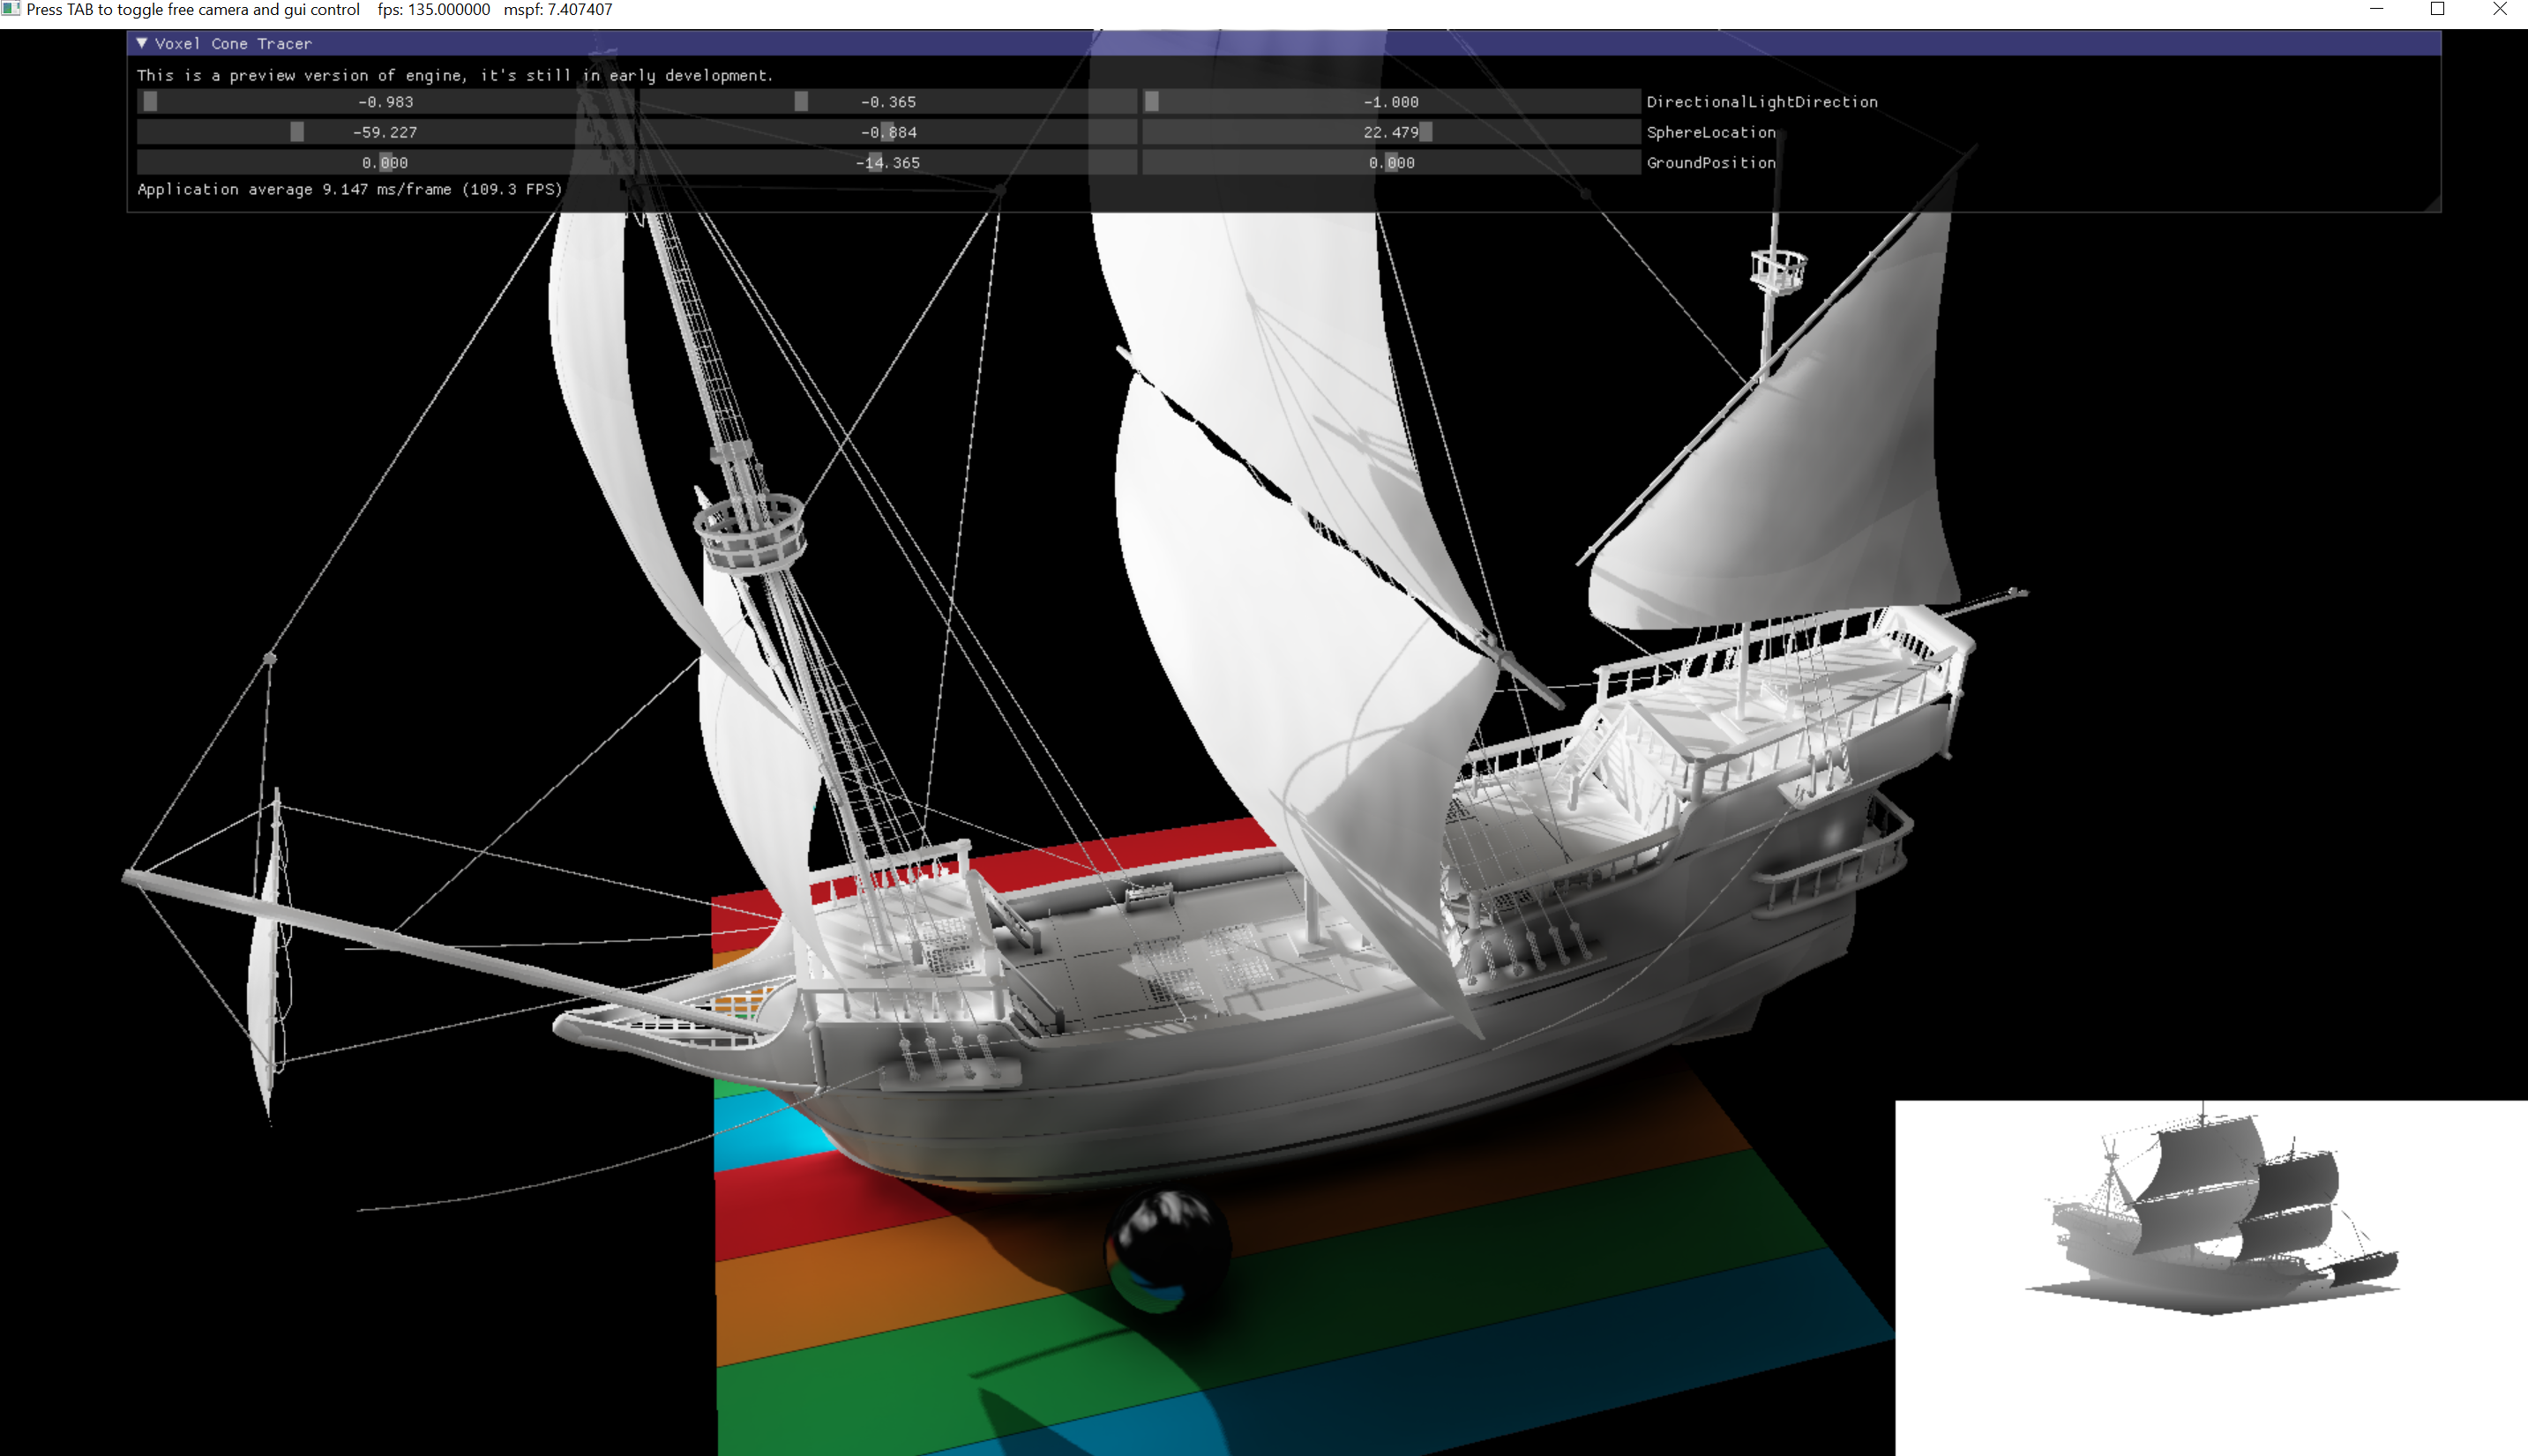 Press TAB to toggle free camera and gui control fps: 135.000000 mspf: 7.407407
Voxel Cone Tracer
This is a preview version of engine, it's still in early development.
-0.983 -0.365 -1.000 DirectionalLightDirection
-59.227 -0.884 22.479 SphereLocation
0.000 -14.365 0.000 GroundPosition
Application average 9.147 ms/frame (109.3 FPS)